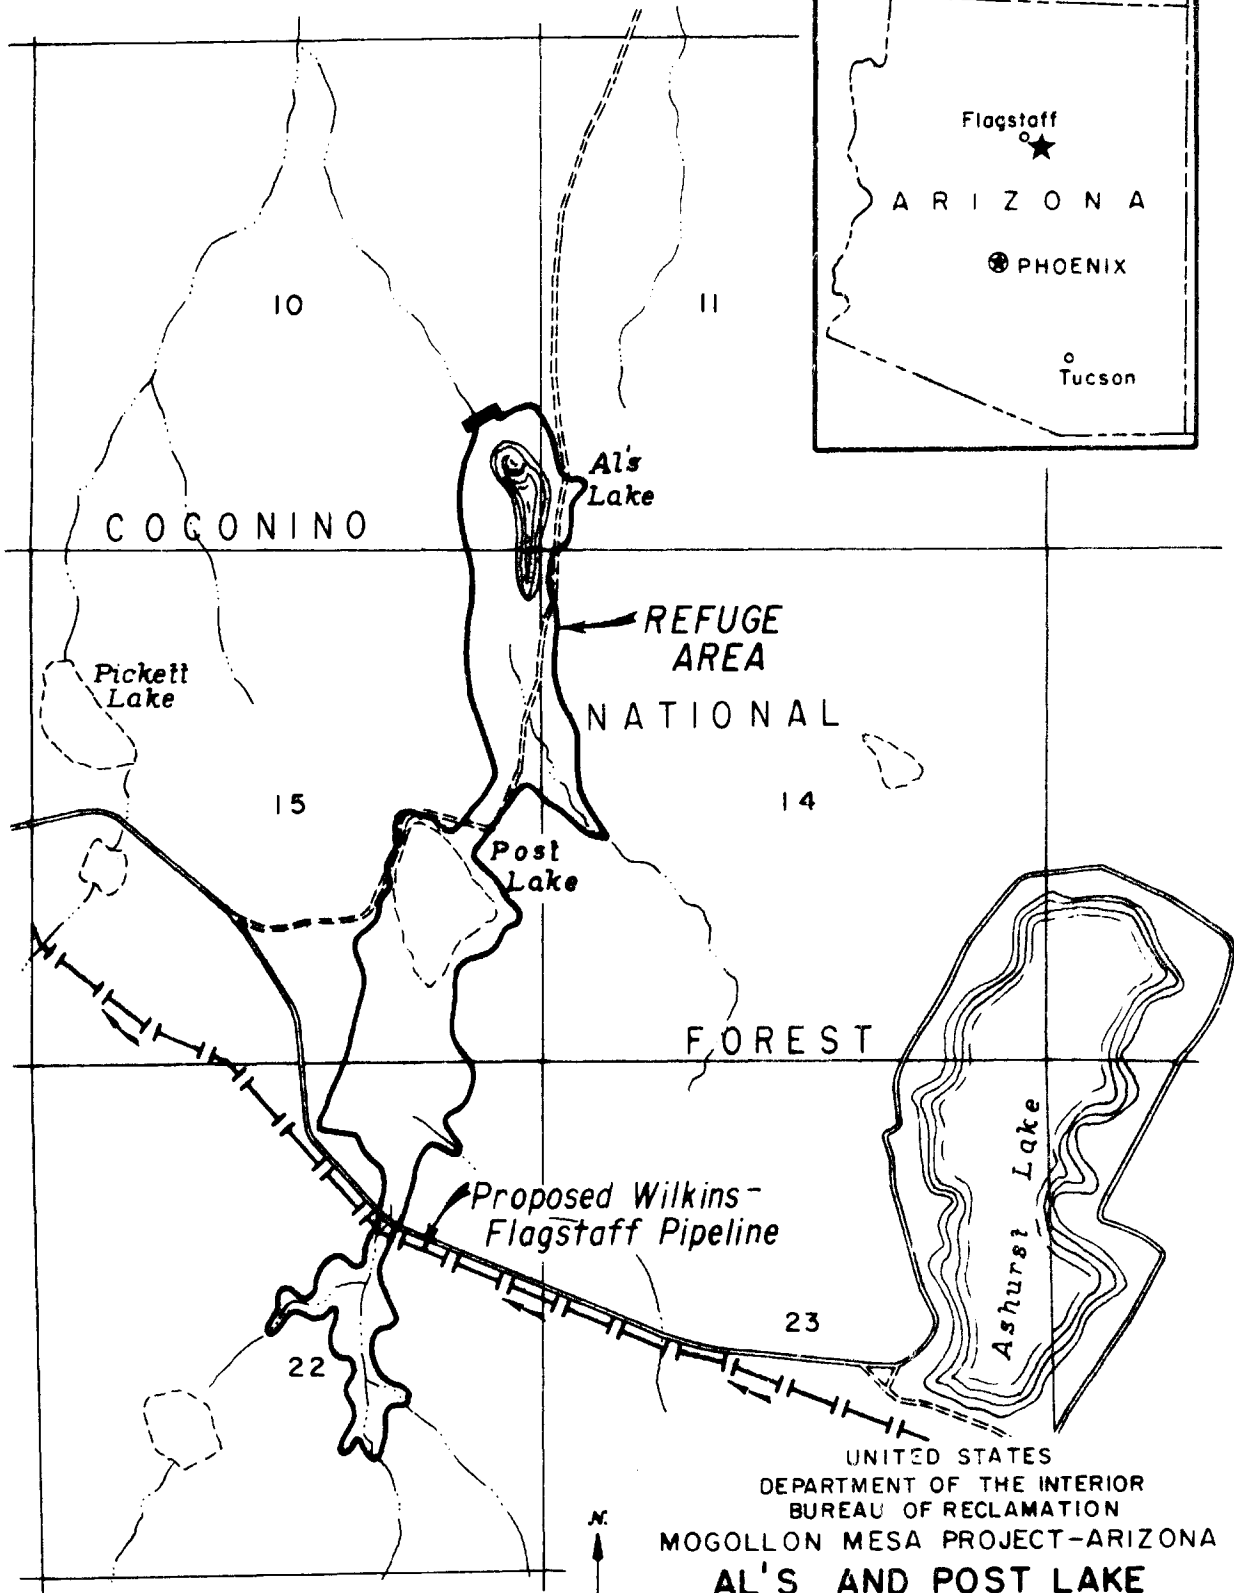 Flagstaff
ARIZONA
PHOENIX
Tucson
10
11
Al's
Lake
COCONINO
REFUGE
AREA
Pickett
Lake
NATIONAL
15
14
Post
Lake
FOREST
Proposed Wilkins-
Flagstaff Pipeline
Ashurst Lake
23
22
N.
UNITED STATES
DEPARTMENT OF THE INTERIOR
BUREAU OF RECLAMATION
MOGOLLON MESA PROJECT-ARIZONA
AL'S AND POST LAKE